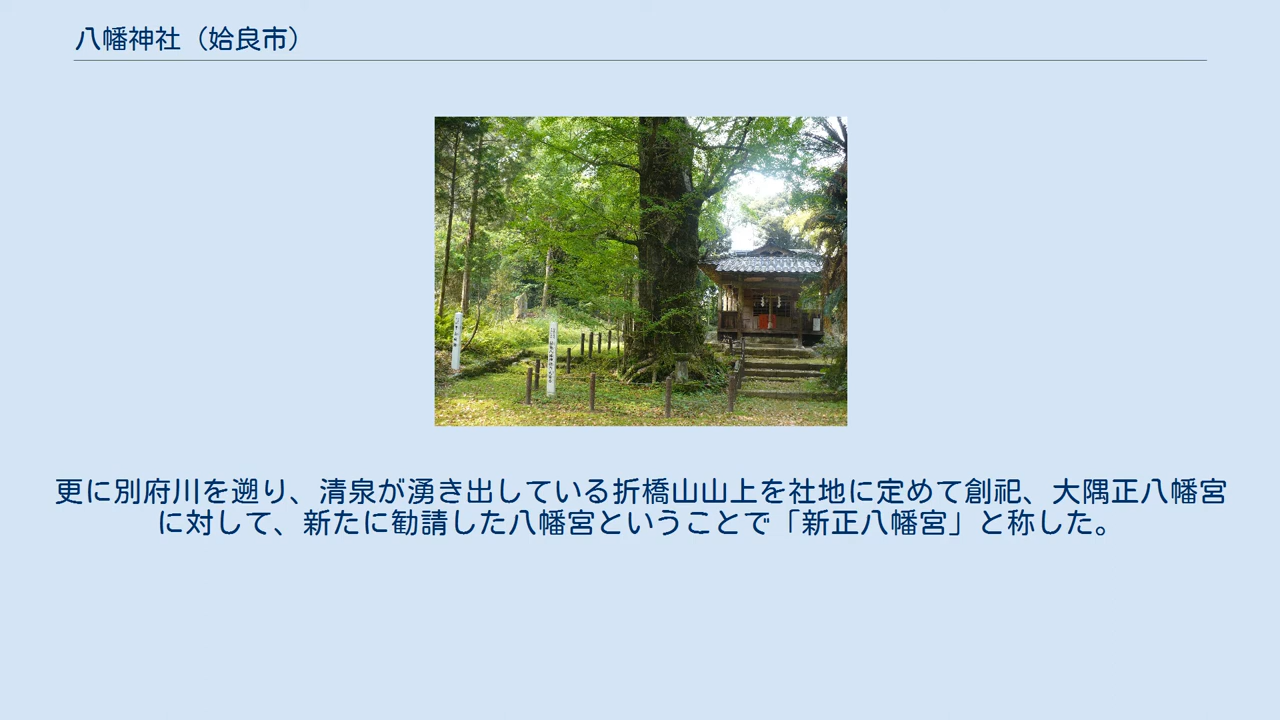 八幡神社（姶良市）
更に別府川を遡り、清泉が湧き出している折橋山山上を社地に定めて創祀、大隅正八幡宮
に対して、新たに勧請した八幡宮ということで「新正八幡宮」と称した。